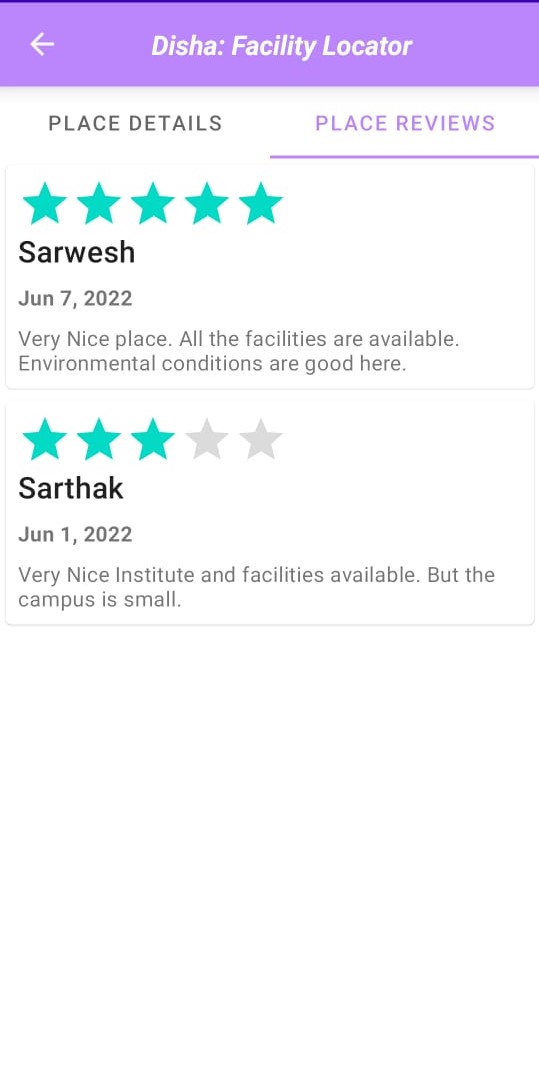 Disha: Facility Locator
PLACE DETAILS
PLACE REVIEWS
Sarwesh
Jun 7, 2022
Very Nice place. All the facilities are available.
Environmental conditions are good here.
Sarthak
Jun 1, 2022
Very Nice Institute and facilities available. But the
campus is small.